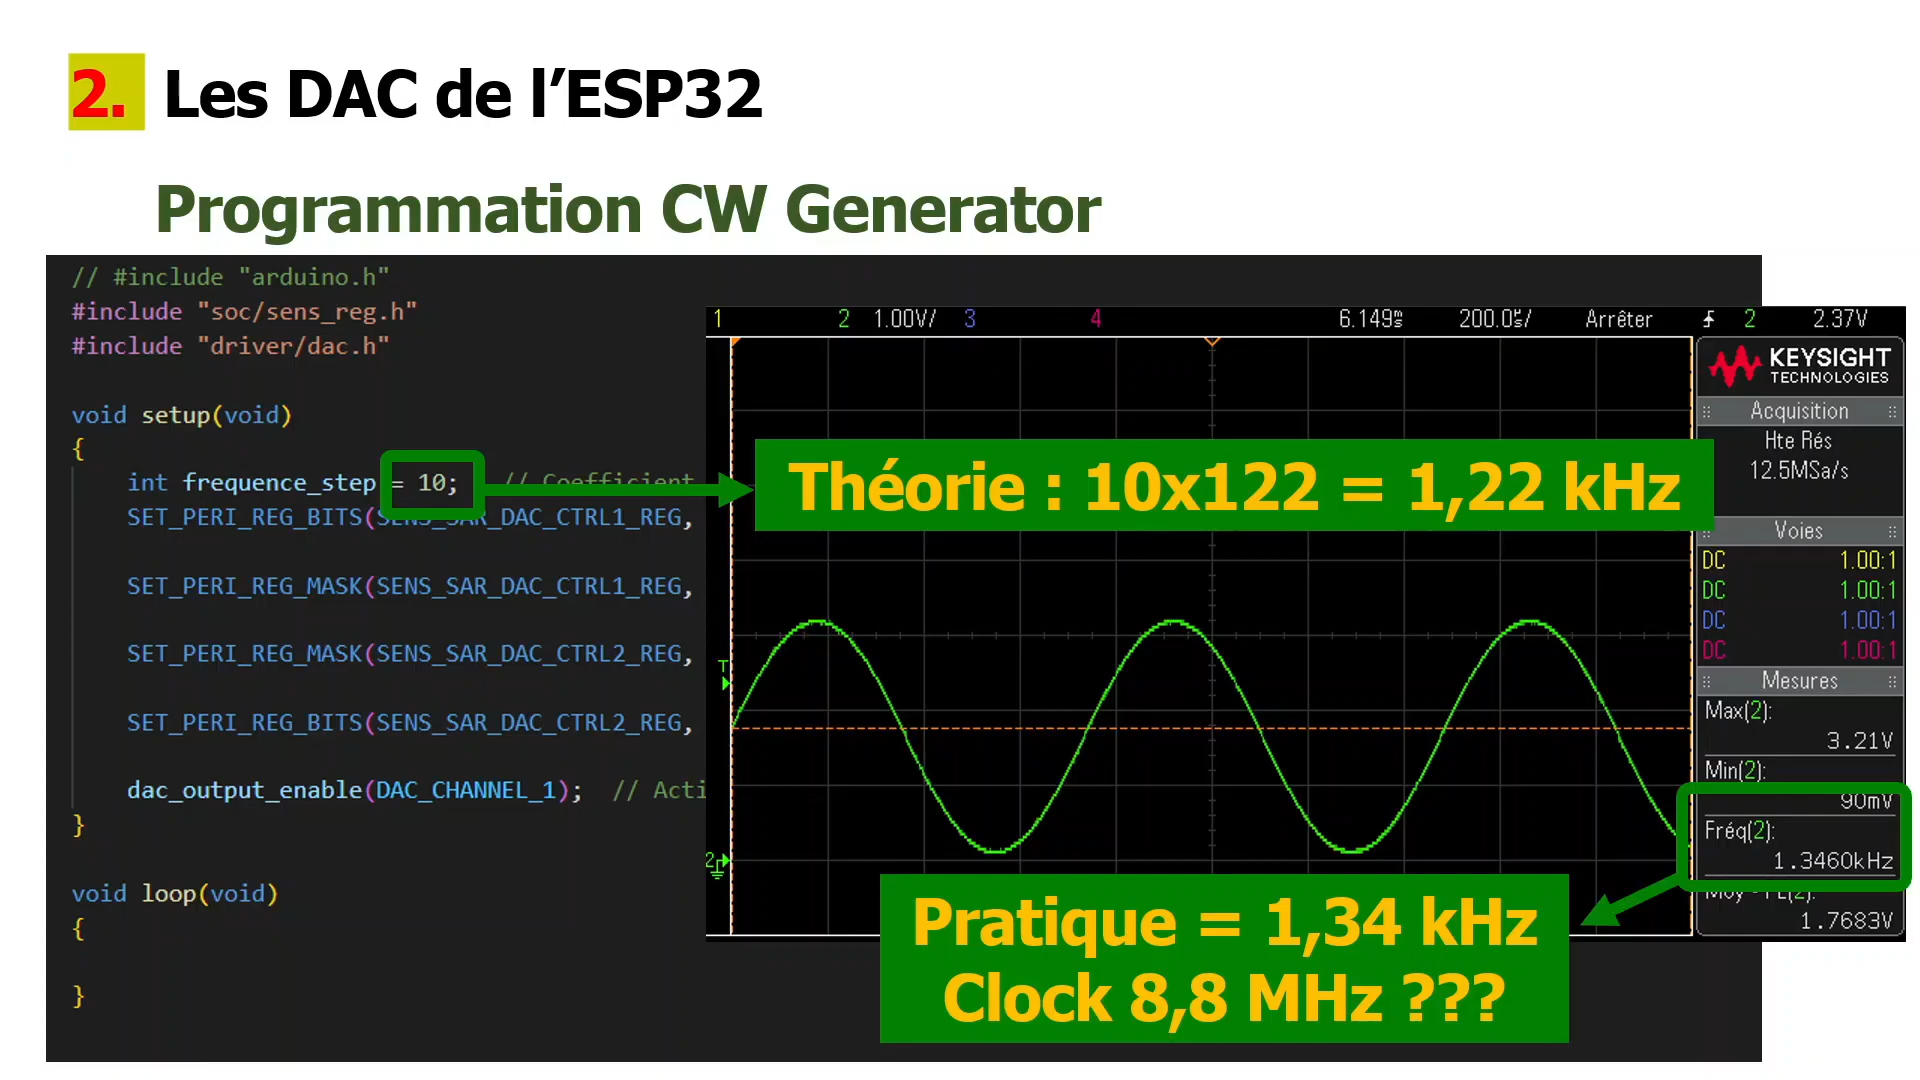 2. Les DAC de l’ESP32
Programmation CW Generator
// #include "arduino.h"
#include "soc/sens_reg.h"
#include "driver/dac.h"
void setup(void)
{
int frequence_step = 10; // Coefficient
SET_PERI_REG_BITS(SENS_SAR_DAC_CTRL1_REG,
SET_PERI_REG_MASK(SENS_SAR_DAC_CTRL1_REG,
SET_PERI_REG_MASK(SENS_SAR_DAC_CTRL2_REG,
SET_PERI_REG_BITS(SENS_SAR_DAC_CTRL2_REG,
dac_output_enable(DAC_CHANNEL_1); // Acti
}
void loop(void)
{
}
1 2 1.00V/ 3 4 6.149ms 200.0us/ Arrêter 2 2.37V
KEYSIGHT
TECHNOLOGIES
Acquisition
Hte Rés
12.5MSa/s
Théorie : 10x122 = 1,22 kHz
Voies
DC 1.00:1
DC 1.00:1
DC 1.00:1
DC 1.00:1
T
2
Mesures
Max(2):
3.21V
Min(2):
90mV
Fréq(2):
1.3460kHz
1.7683V
Pratique = 1,34 kHz
Clock 8,8 MHz ???